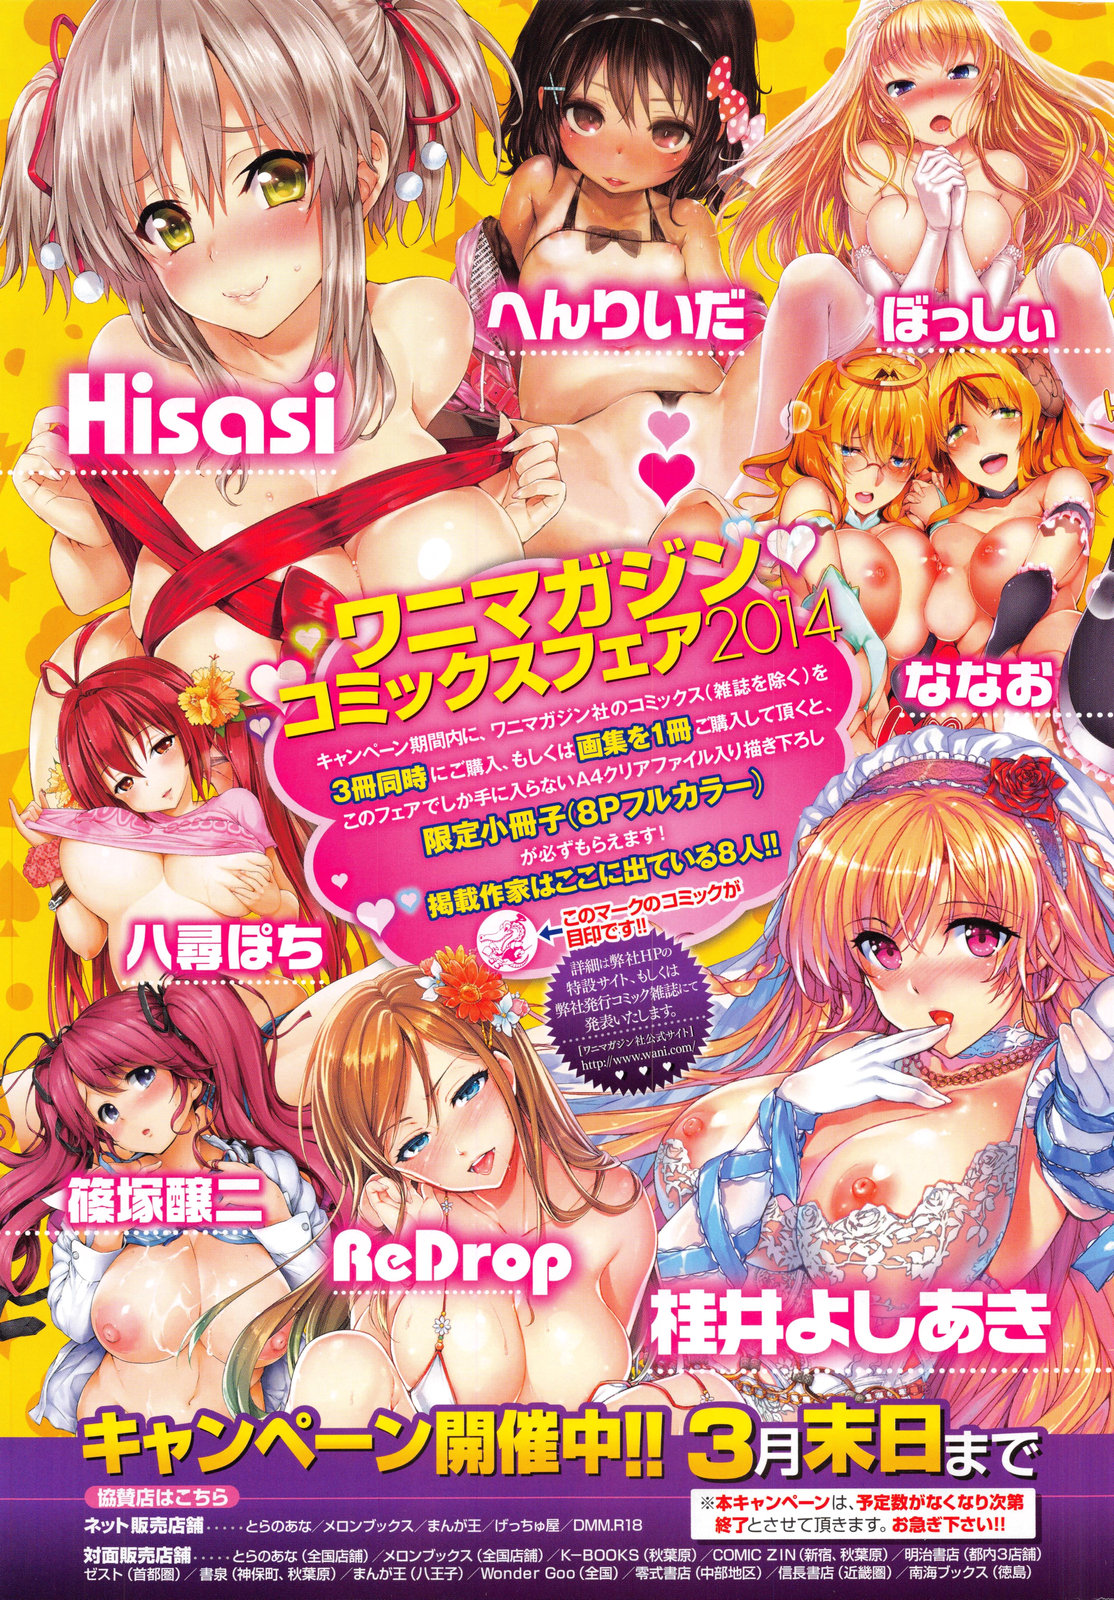 Hisasi
へんりいだ
ぼっしぃ
ななお
ワニマガジン
コミックスフェア2014
キャンペーン期間内に、ワニマガジン社のコミックス(雑誌を除く)を
3冊同時にご購入、もしくは画集を1冊ご購入して頂くと、
このフェアでしか手に入らないA4クリアファイル入り描き下ろし
限定小冊子(8Pフルカラー)
が必ずもらえます!
掲載作家はここに出ている8人!!
このマークのコミックが
目印です!!
詳細は弊社HPの
特設サイト、もしくは
弊社発行コミック雑誌にて
発表いたします。
[ワニマガジン社公式サイト]
http://www.wani.com/
八尋ぽち
篠塚醸二
ReDrop
桂井よしあき
キャンペーン開催中!! 3月末日まで
協賛店はこちら
ネット販売店舗・・・・・とらのあな/メロンブックス/まんが王/げっちゅ屋/DMM.R18
※本キャンペーンは、予定数がなくなり次第
終了とさせて頂きます。お急ぎ下さい!!
対面販売店舗・・・・・とらのあな(全国店舗)/メロンブックス(全国店舗)/K-BOOKS(秋葉原)/COMIC ZIN(新宿、秋葉原)/明治書店(都内3店舗)
ゼスト(首都圏)/書泉(神保町、秋葉原)/まんが王(八王子)/Wonder Goo(全国)/零式書店(中部地区)/信長書店(近畿圏)/南海ブックス(徳島)